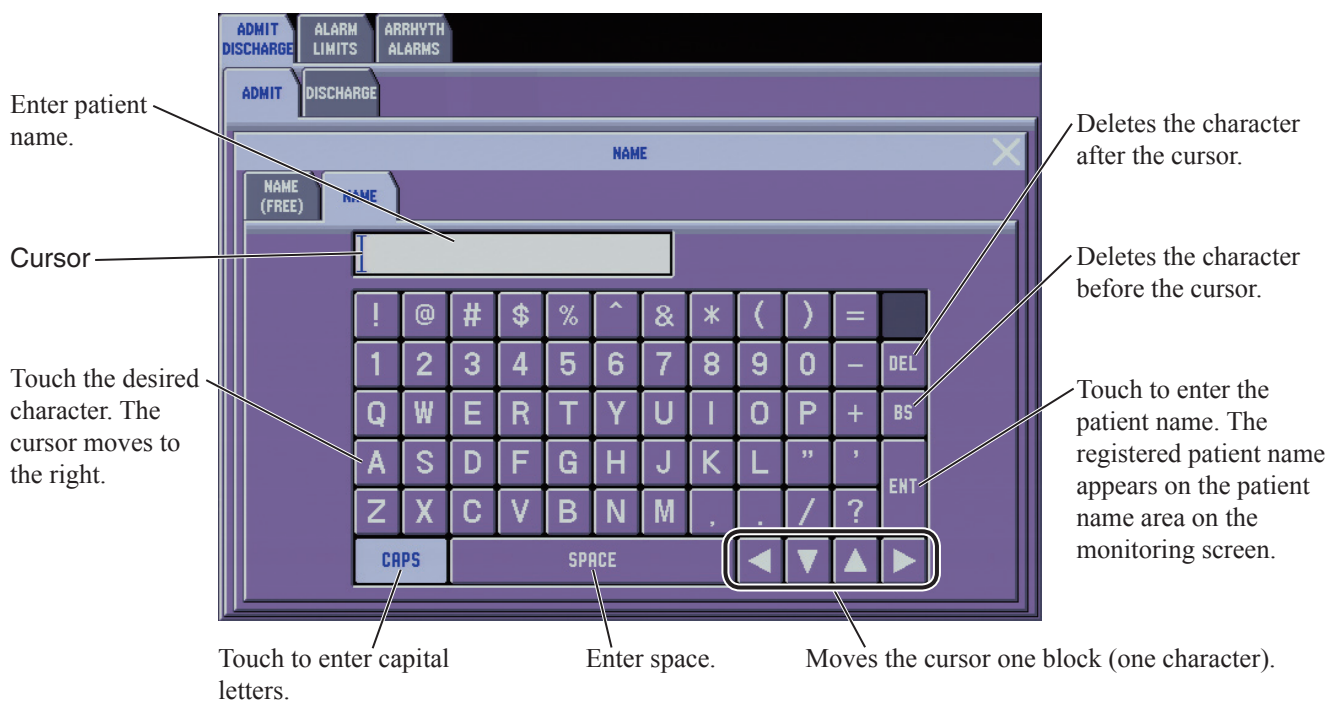 ADMIT DISCHARGE
ALARM LIMITS
ARRHYTH ALARMS
ADMIT
DISCHARGE
Enter patient
name.
NAME
NAME (FREE)
NAME
Deletes the character
after the cursor.
Cursor
Deletes the character
before the cursor.
! @ # $ % ^ & * ( ) =
1 2 3 4 5 6 7 8 9 0 – DEL
Q W E R T Y U I O P + BS
A S D F G H J K L ” ’ ENT
Z X C V B N M , . / ?
CAPS SPACE ◀ ▼ ▲ ▶
Touch the desired
character. The
cursor moves to
the right.
Touch to enter the
patient name. The
registered patient name
appears on the patient
name area on the
monitoring screen.
Touch to enter capital
letters.
Enter space.
Moves the cursor one block (one character).